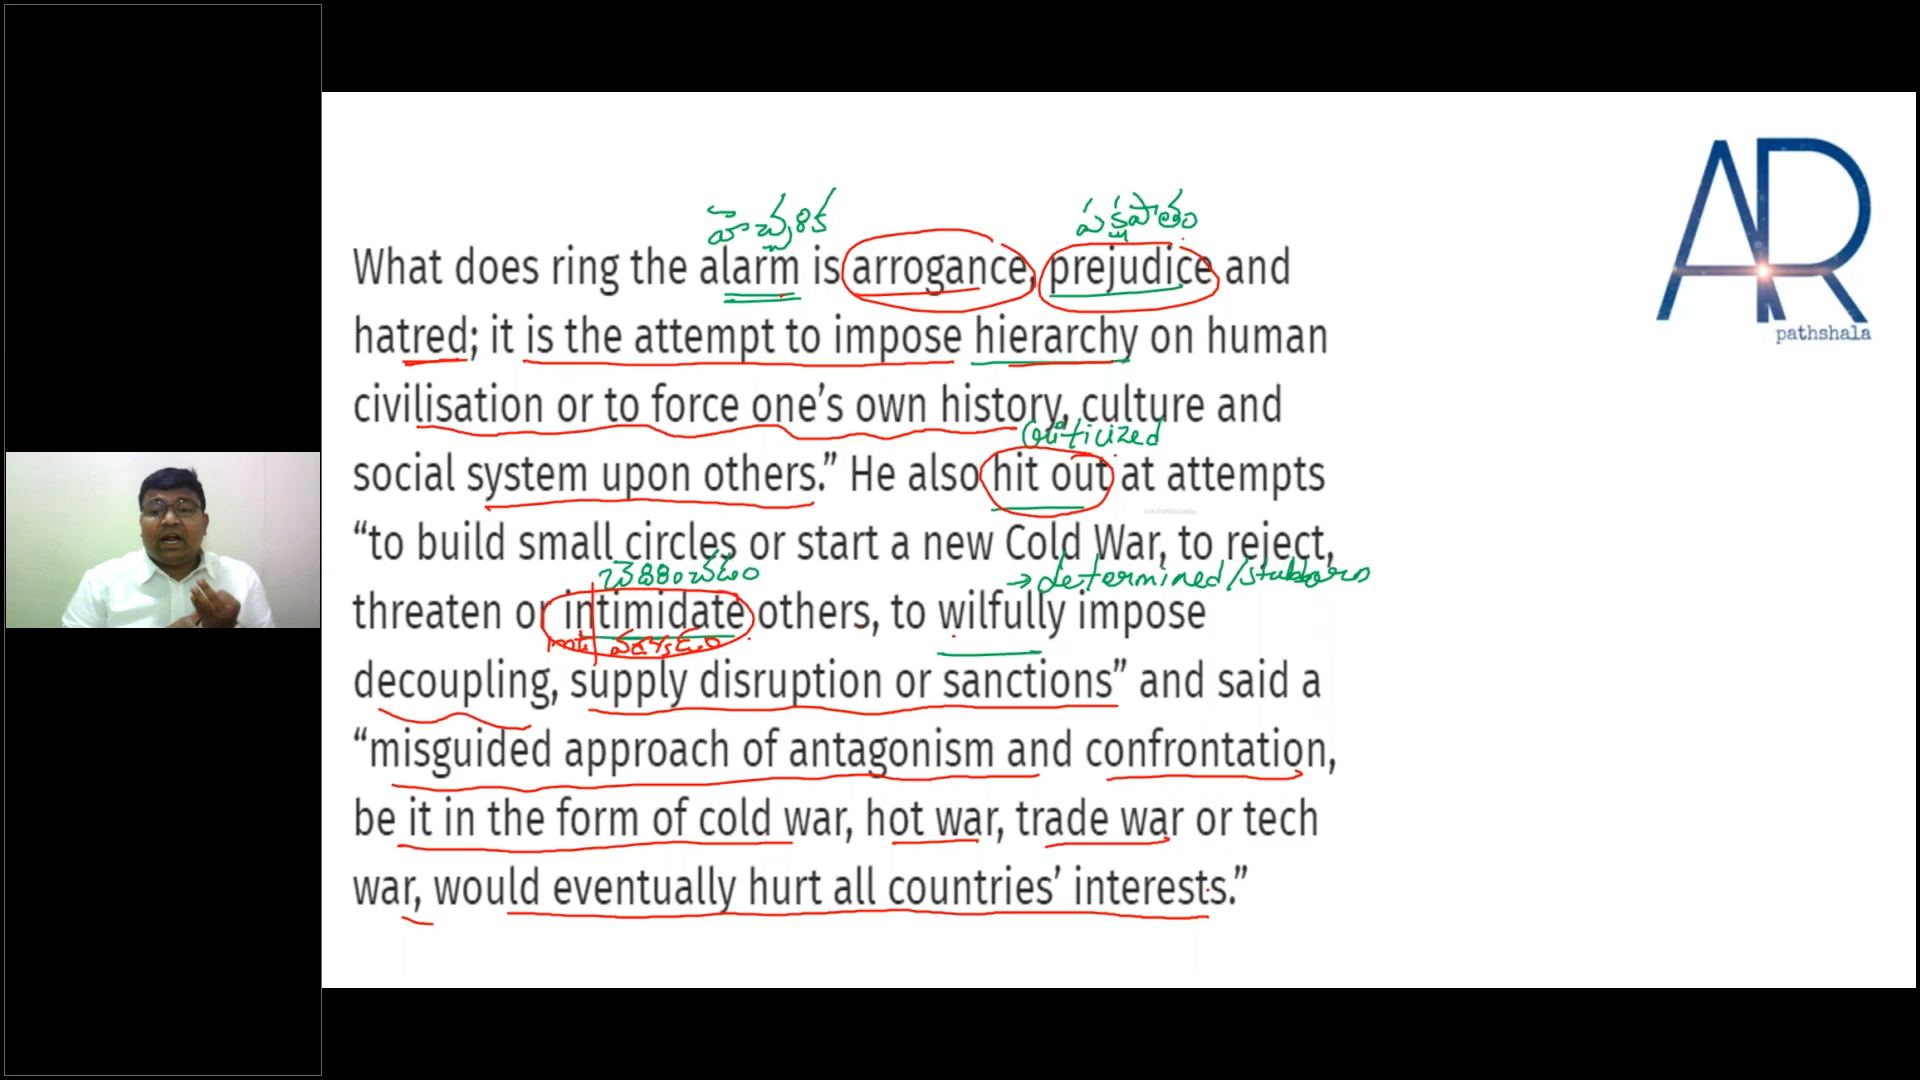 హెచ్చరిక పక్షపాతం
What does ring the alarm is arrogance, prejudice and
hatred; it is the attempt to impose hierarchy on human
civilisation or to force one’s own history, culture and
criticized
social system upon others.” He also hit out at attempts
“to build small circles or start a new Cold War, to reject,
బెదిరించడం → determined/stubborn
threaten or intimidate others, to wilfully impose
decoupling, supply disruption or sanctions” and said a
“misguided approach of antagonism and confrontation,
be it in the form of cold war, hot war, trade war or tech
war, would eventually hurt all countries’ interests.”
AR
pathshala